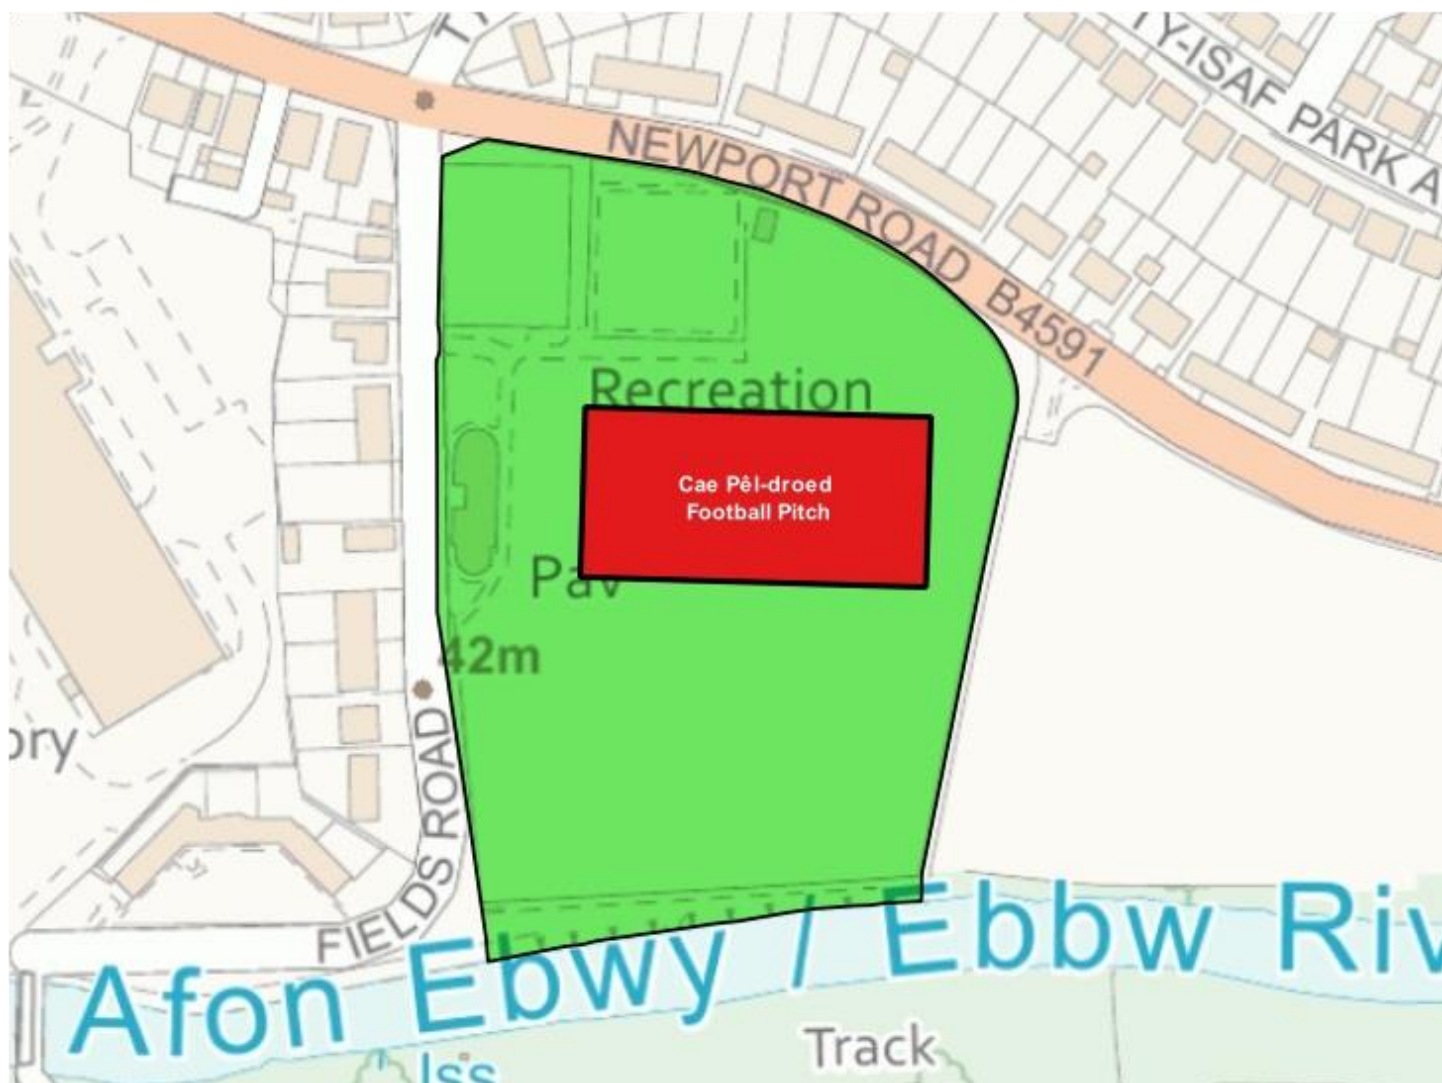 TY-ISAF PARK A
NEWPORT ROAD B4591
Recreation
Cae Pêl-droed
Football Pitch
Pav
42m
ory
FIELDS ROAD
Afon Ebwy / Ebbw Riv
Track
Iss